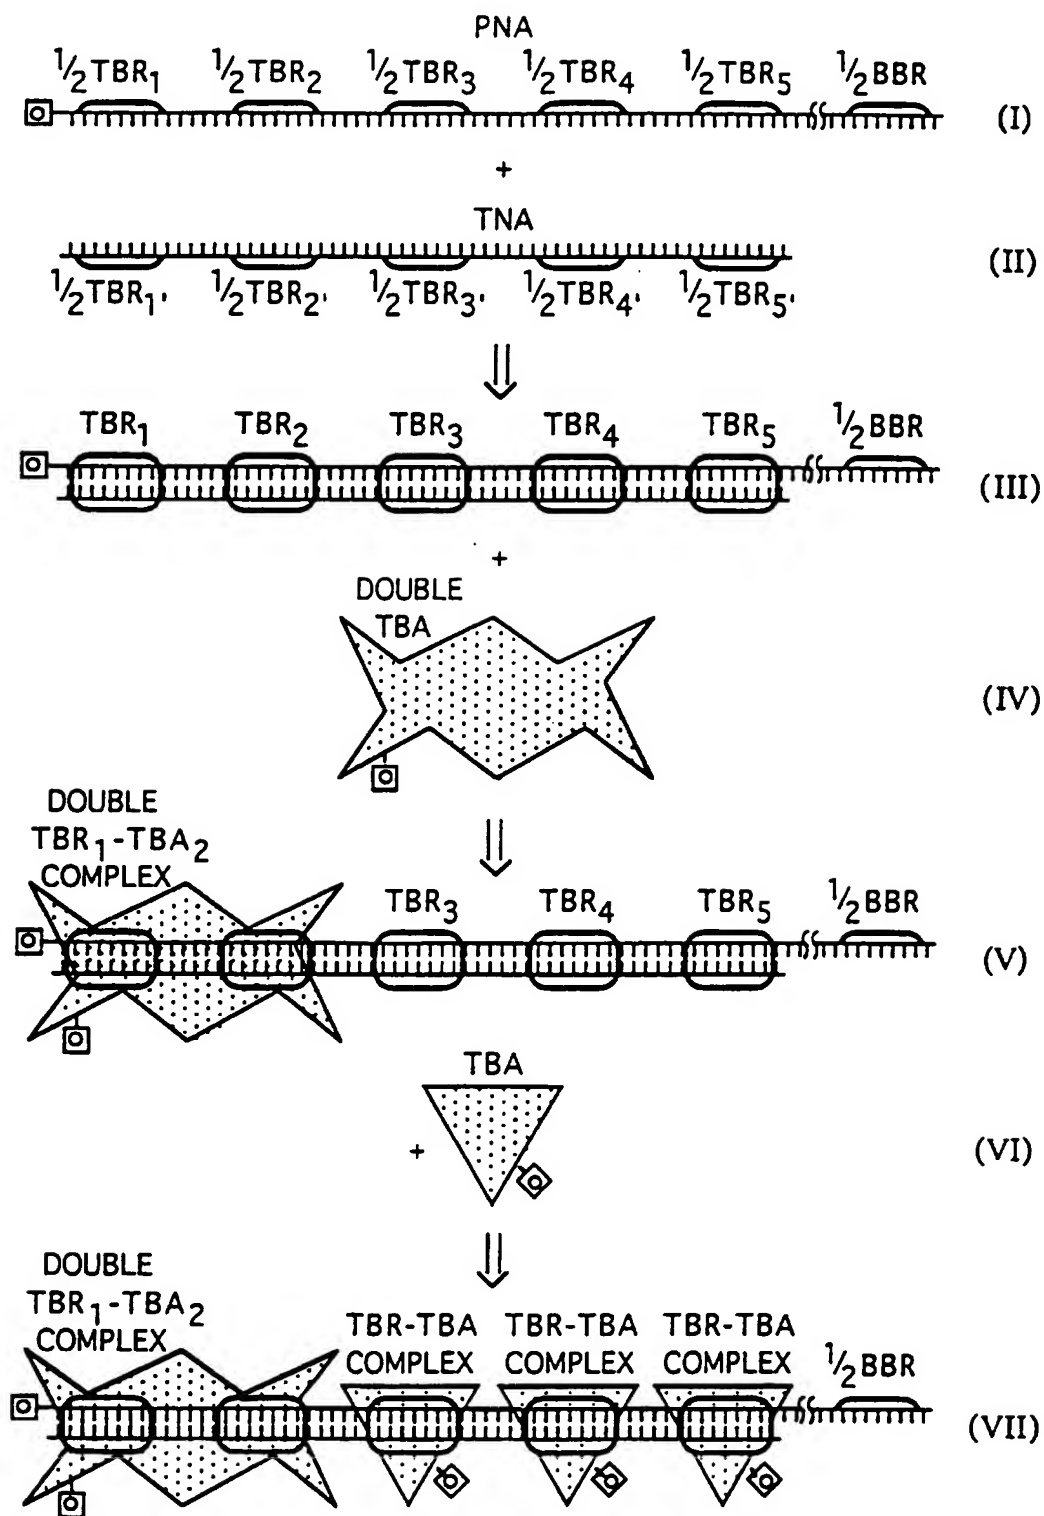 PNA
½TBR₁ ½TBR₂ ½TBR₃ ½TBR₄ ½TBR₅ ½BBR
(I)
+
TNA
(II)
½TBR₁' ½TBR₂' ½TBR₃' ½TBR₄' ½TBR₅'
TBR₁ TBR₂ TBR₃ TBR₄ TBR₅ ½BBR
(III)
+
DOUBLE
TBA
(IV)
DOUBLE
TBR₁-TBA₂
COMPLEX
TBR₃ TBR₄ TBR₅ ½BBR
(V)
TBA
+
(VI)
DOUBLE
TBR₁-TBA₂
COMPLEX
TBR-TBA TBR-TBA TBR-TBA
COMPLEX COMPLEX COMPLEX ½BBR
(VII)